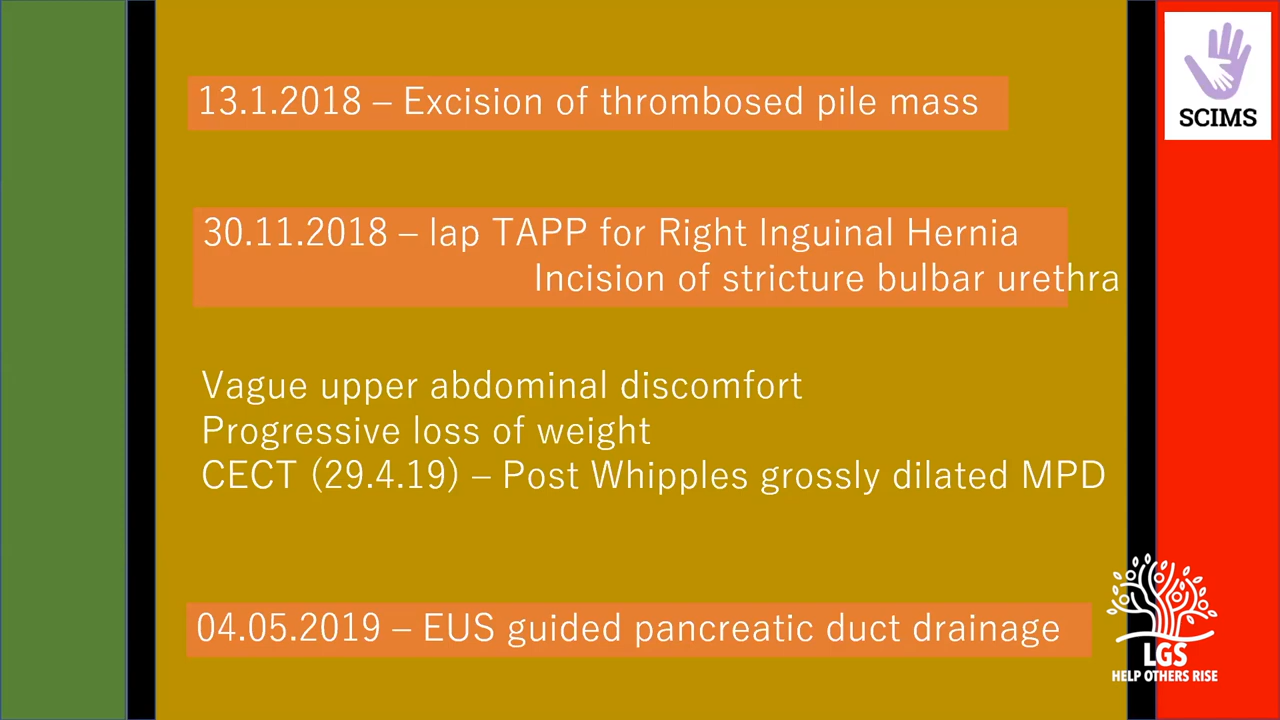 13.1.2018 – Excision of thrombosed pile mass
SCIMS
30.11.2018 – lap TAPP for Right Inguinal Hernia
Incision of stricture bulbar urethra
Vague upper abdominal discomfort
Progressive loss of weight
CECT (29.4.19) – Post Whipples grossly dilated MPD
04.05.2019 – EUS guided pancreatic duct drainage
LGS
HELP OTHERS RISE